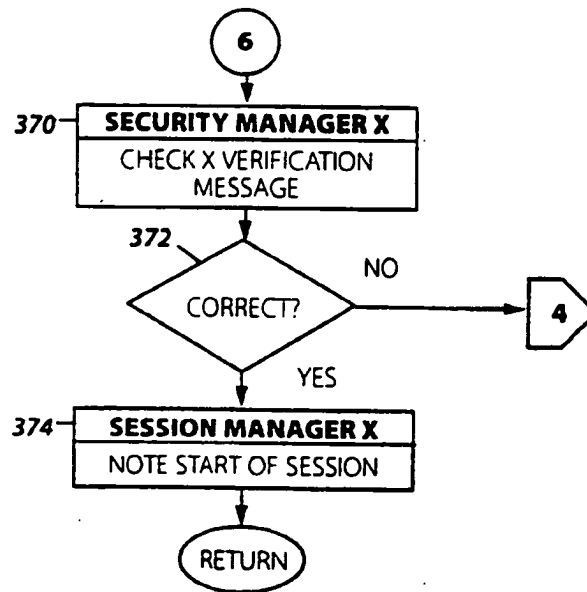 6
370
SECURITY MANAGER X
CHECK X VERIFICATION
MESSAGE
372
CORRECT?
NO
4
YES
374
SESSION MANAGER X
NOTE START OF SESSION
RETURN